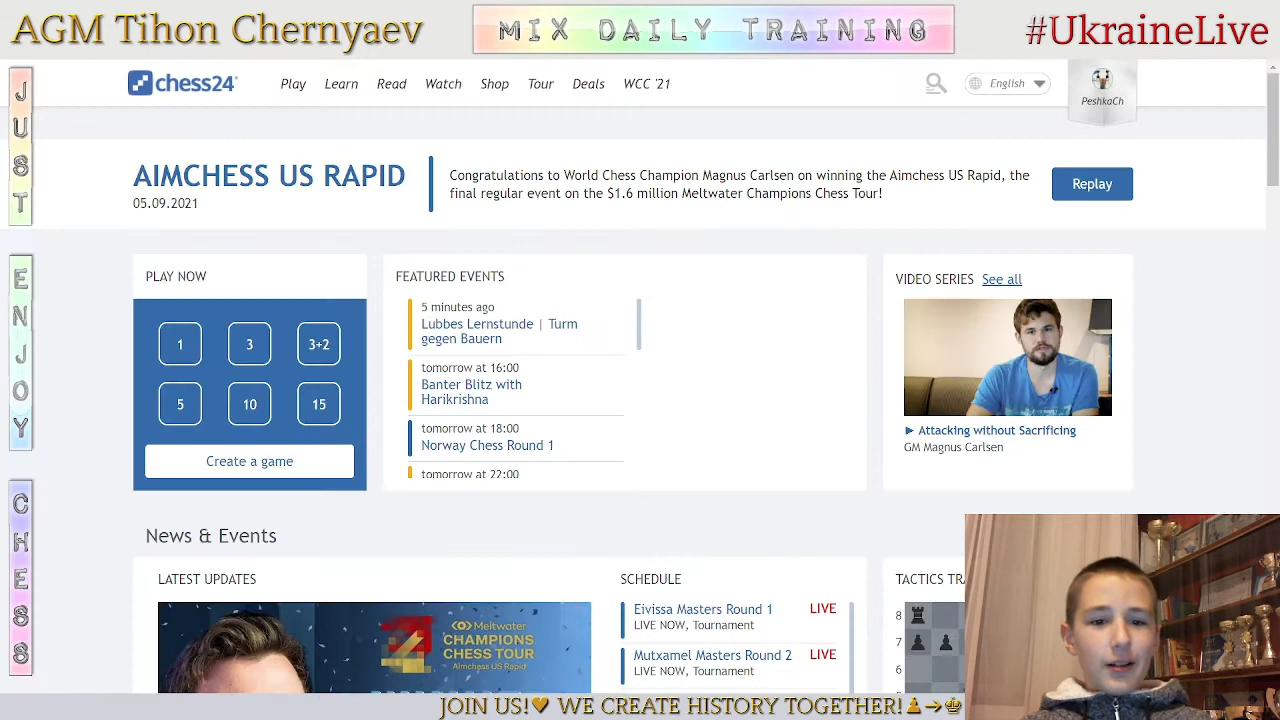 AGM Tihon Chernyaev
MIX DAILY TRAINING
#UkraineLive
JUST
ENJOY
CHESS
chess24
Play Learn Read Watch Shop Tour Deals WCC '21
English
PeshkaCh
AIMCHESS US RAPID
05.09.2021
Congratulations to World Chess Champion Magnus Carlsen on winning the Aimchess US Rapid, the
final regular event on the $1.6 million Meltwater Champions Chess Tour!
Replay
PLAY NOW
1 3 3+2
5 10 15
Create a game
FEATURED EVENTS
5 minutes ago
Lubbes Lernstunde | Turm
gegen Bauern
tomorrow at 16:00
Banter Blitz with
Harikrishna
tomorrow at 18:00
Norway Chess Round 1
tomorrow at 22:00
VIDEO SERIES See all
Attacking without Sacrificing
GM Magnus Carlsen
News & Events
LATEST UPDATES
Meltwater
CHAMPIONS
CHESS TOUR
Aimchess US Rapid
SCHEDULE
Eivissa Masters Round 1 LIVE
LIVE NOW, Tournament
Mutxamel Masters Round 2 LIVE
LIVE NOW, Tournament
TACTICS TRA
8
7
6
JOIN US!♥ WE CREATE HISTORY TOGETHER!♟→♚